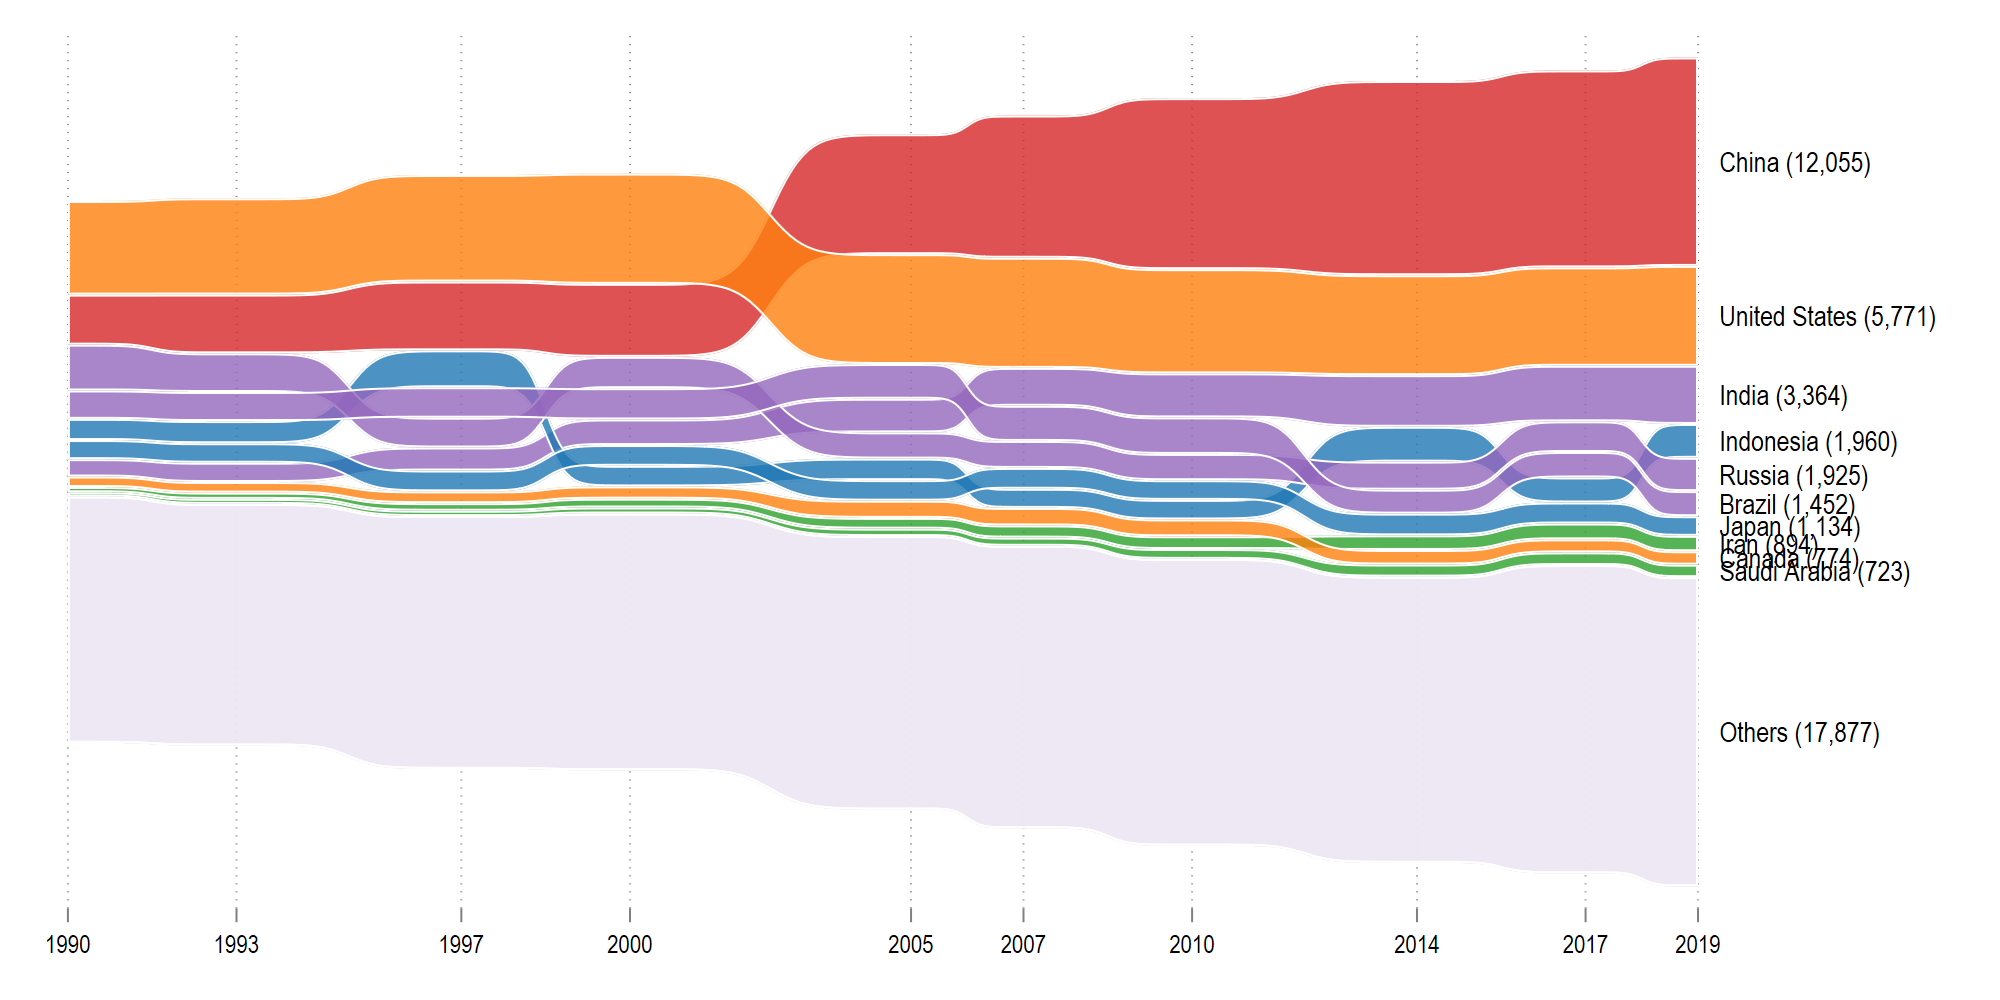 China (12,055)
United States (5,771)
India (3,364)
Indonesia (1,960)
Russia (1,925)
Brazil (1,452)
Japan (1,134)
Iran (894)
Canada (774)
Saudi Arabia (723)
Others (17,877)
1990 1993 1997 2000 2005 2007 2010 2014 2017 2019